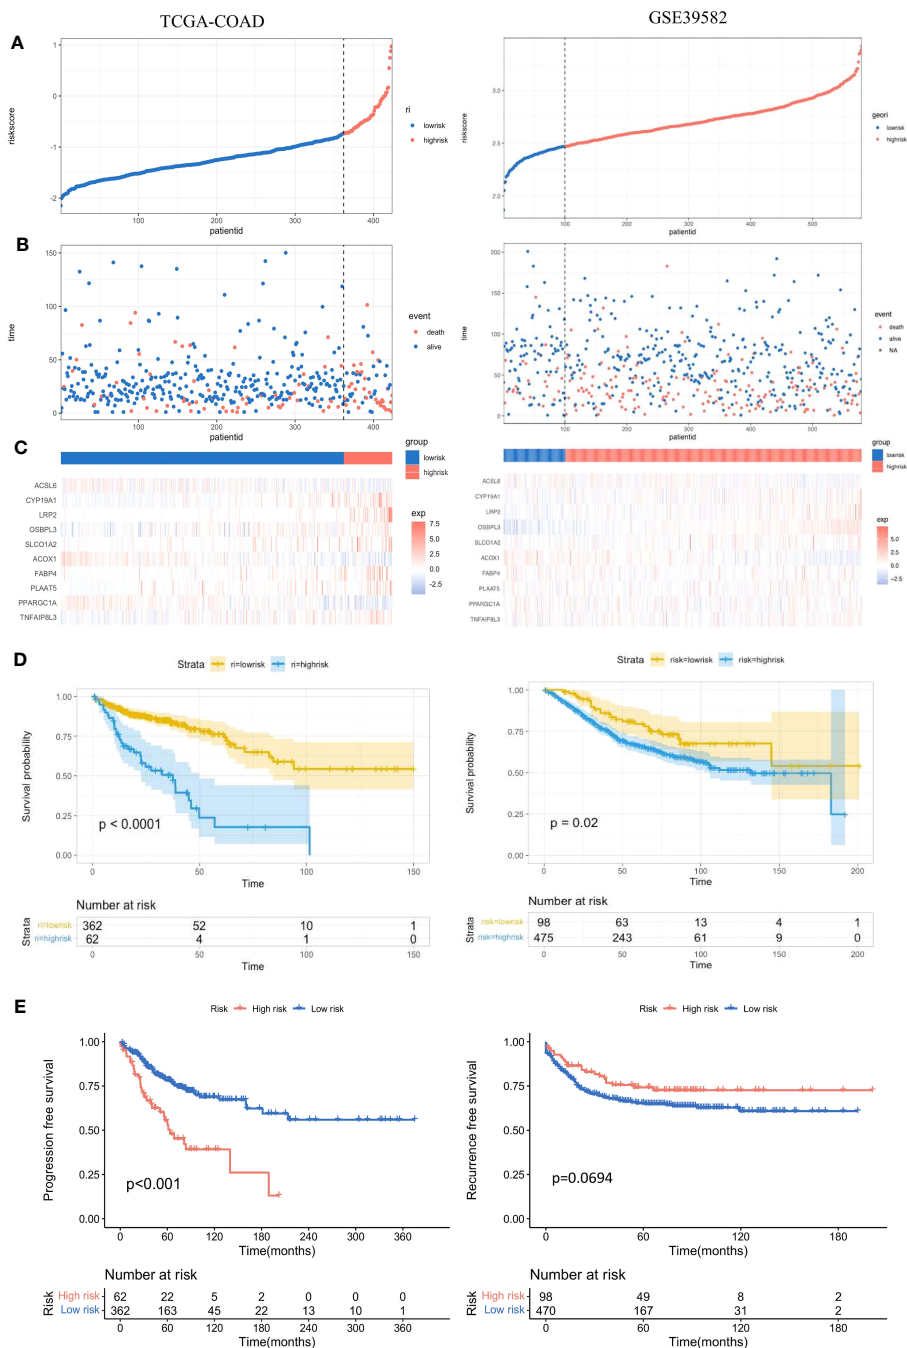 TCGA-COAD
GSE39582
A
riskscore
1
0
-1
-2
100
200
300
400
patientid
ri
lowrisk
highrisk
riskscore
3.0
2.5
2.0
100
200
300
400
500
patientid
geori
lowrisk
highrisk
B
time
150
100
50
0
100
200
300
400
patientid
event
death
alive
time
200
150
100
50
0
100
200
300
400
500
patientid
event
death
alive
NA
C
group
lowrisk
highrisk
ACSL6
CYP19A1
LRP2
OSBPL3
SLCO1A2
ACOX1
FABP4
PLAAT5
PPARGC1A
TNFAIP8L3
exp
7.5
5.0
2.5
0.0
-2.5
group
lowrisk
highrisk
ACSL6
CYP19A1
LRP2
OSBPL3
SLCO1A2
ACOX1
FABP4
PLAAT5
PPARGC1A
TNFAIP8L3
exp
5.0
2.5
0.0
-2.5
D
Strata ri=lowrisk ri=highrisk
Survival probability
1.00
0.75
0.50
0.25
0.00
p < 0.0001
0 50 100 150
Time
Number at risk
Strata
ri=lowrisk 362 52 10 1
ri=highrisk 62 4 1 0
0 50 100 150
Time
Strata risk=lowrisk risk=highrisk
Survival probability
1.00
0.75
0.50
0.25
0.00
p = 0.02
0 50 100 150 200
Time
Number at risk
Strata
risk=lowrisk 98 63 13 4 1
risk=highrisk 475 243 61 9 0
0 50 100 150 200
Time
E
Risk High risk Low risk
Progression free survival
1.00
0.75
0.50
0.25
0.00
p<0.001
0 60 120 180 240 300 360
Time(months)
Number at risk
Risk
High risk 62 22 5 2 0 0 0
Low risk 362 163 45 22 13 10 1
0 60 120 180 240 300 360
Time(months)
Risk High risk Low risk
Recurrence free survival
1.00
0.75
0.50
0.25
0.00
p=0.0694
0 60 120 180
Time(months)
Number at risk
Risk
High risk 98 49 8 2
Low risk 470 167 31 2
0 60 120 180
Time(months)